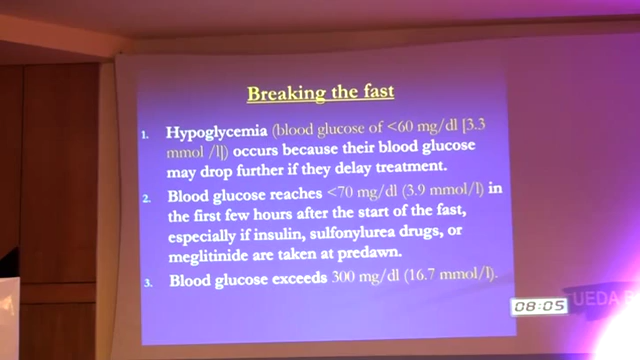 Breaking the fast
1. Hypoglycemia (blood glucose of <60 mg/dl [3.3
mmol /l]) occurs because their blood glucose
may drop further if they delay treatment.
2. Blood glucose reaches <70 mg/dl (3.9 mmol/l) in
the first few hours after the start of the fast,
especially if insulin, sulfonylurea drugs, or
meglitinide are taken at predawn.
3. Blood glucose exceeds 300 mg/dl (16.7 mmol/l).
08:05
UEDA